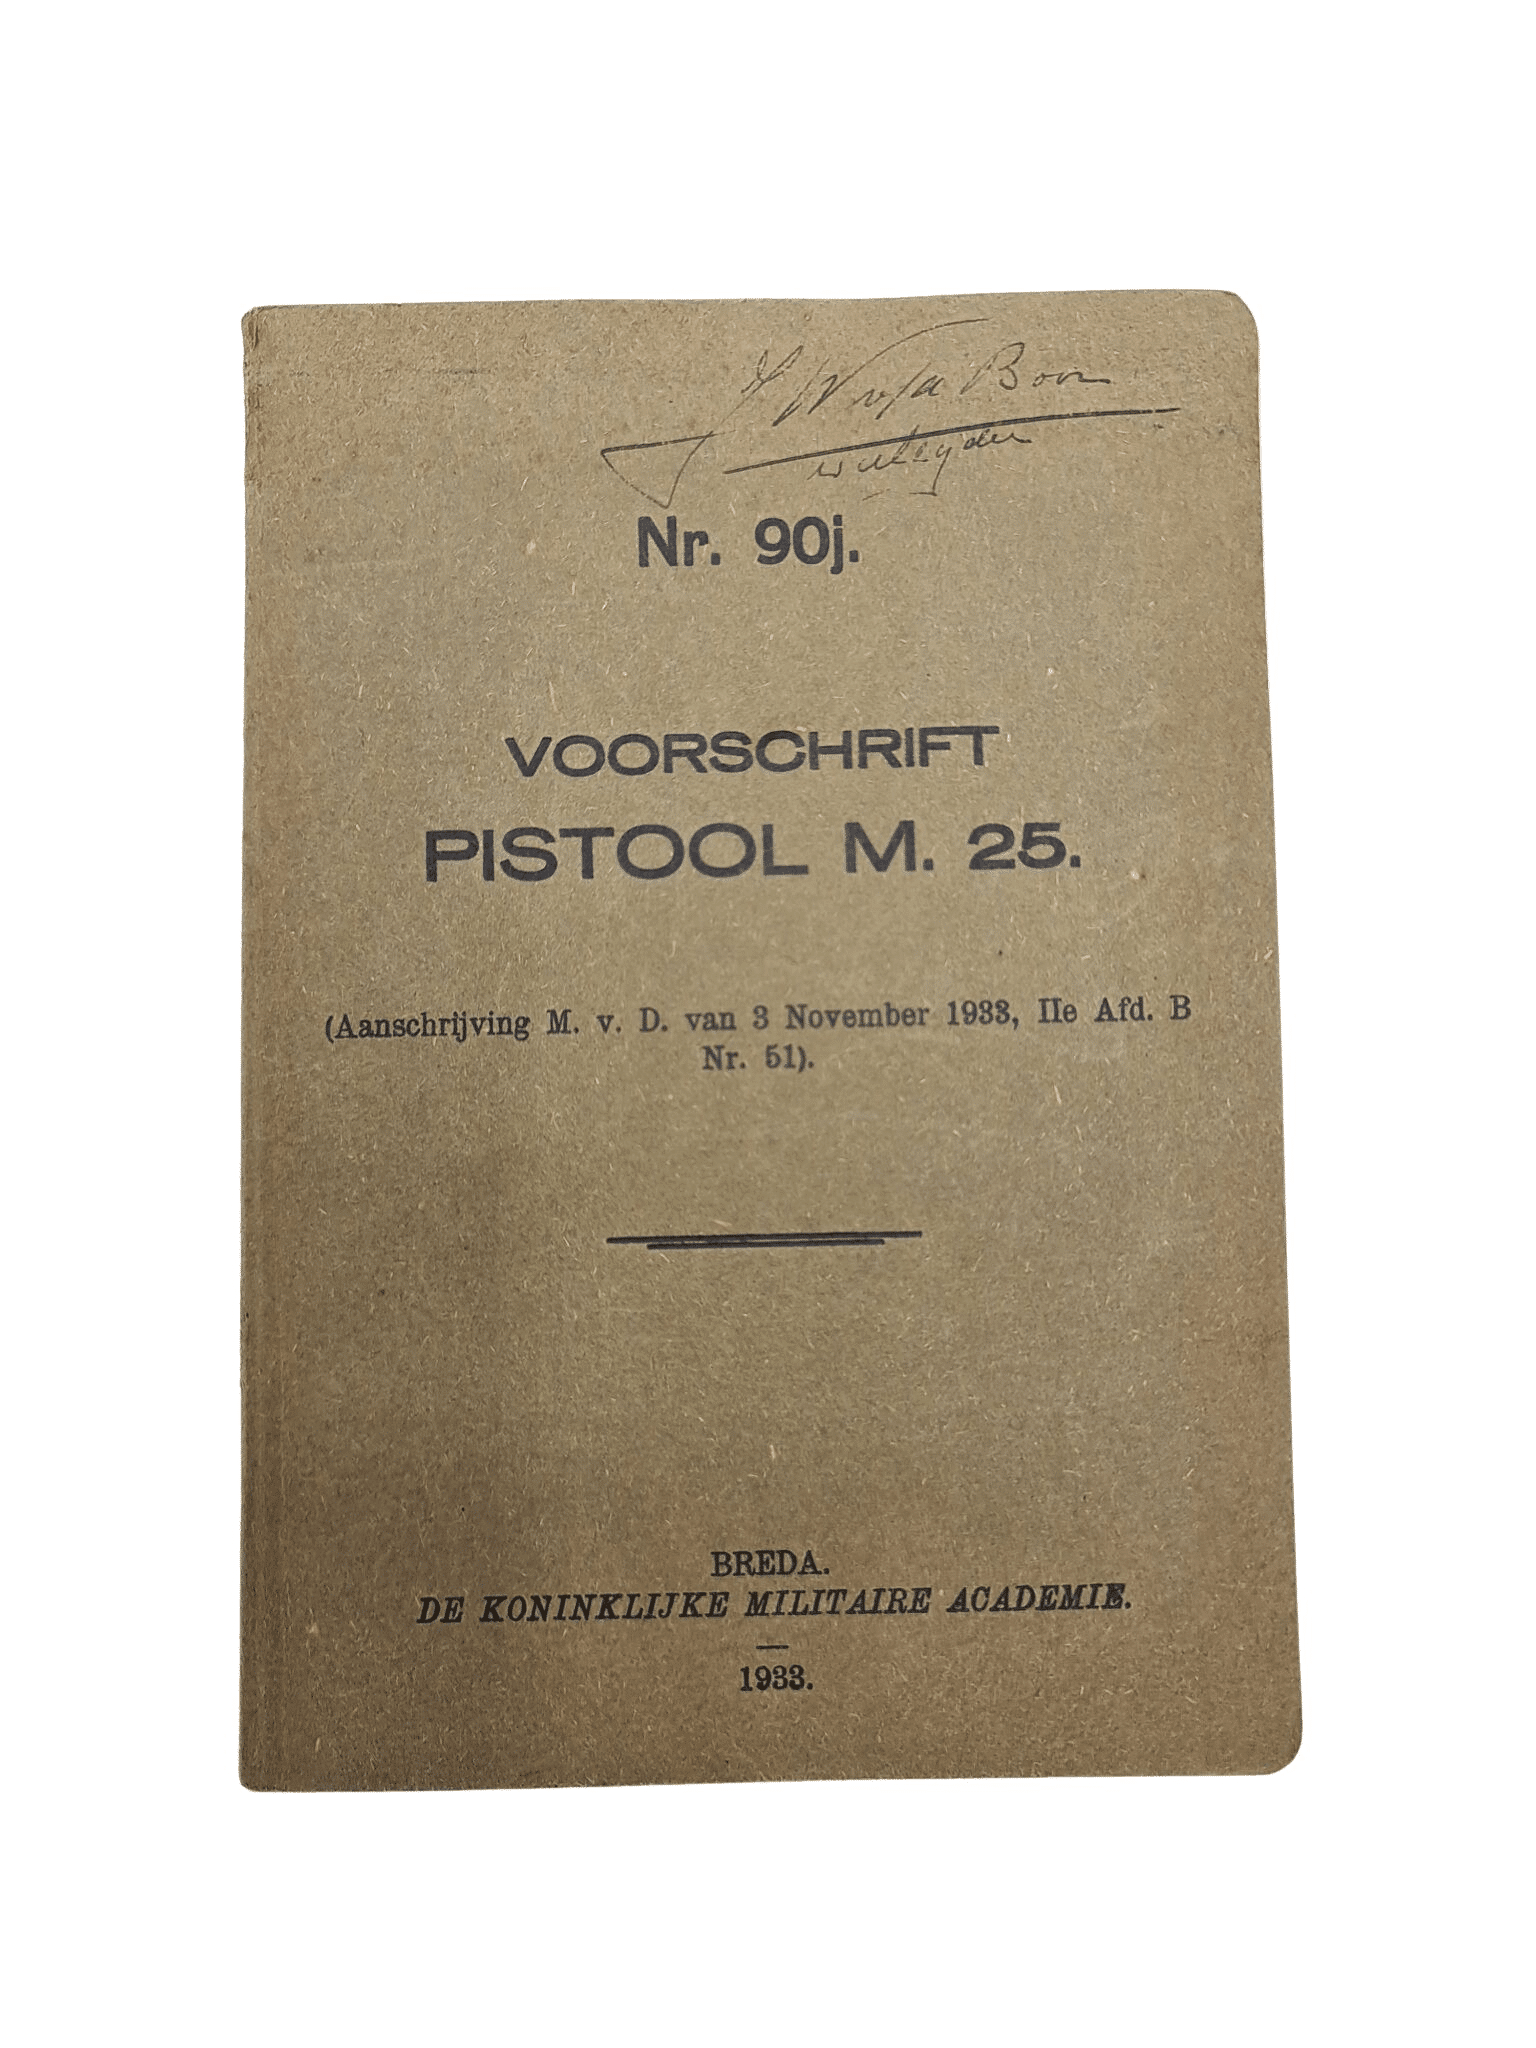 Boon
Nr. 90j.
VOORSCHRIFT
PISTOOL M. 25.
(Aanschrijving M. v. D. van 3 November 1933, IIe Afd. B
Nr. 51).
BREDA.
DE KONINKLIJKE MILITAIRE ACADEMIE.
1933.